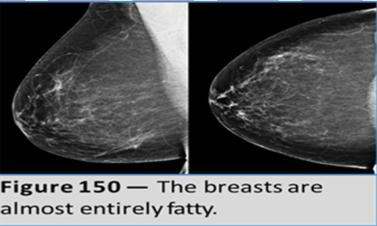 Figure 150 — The breasts are
almost entirely fatty.